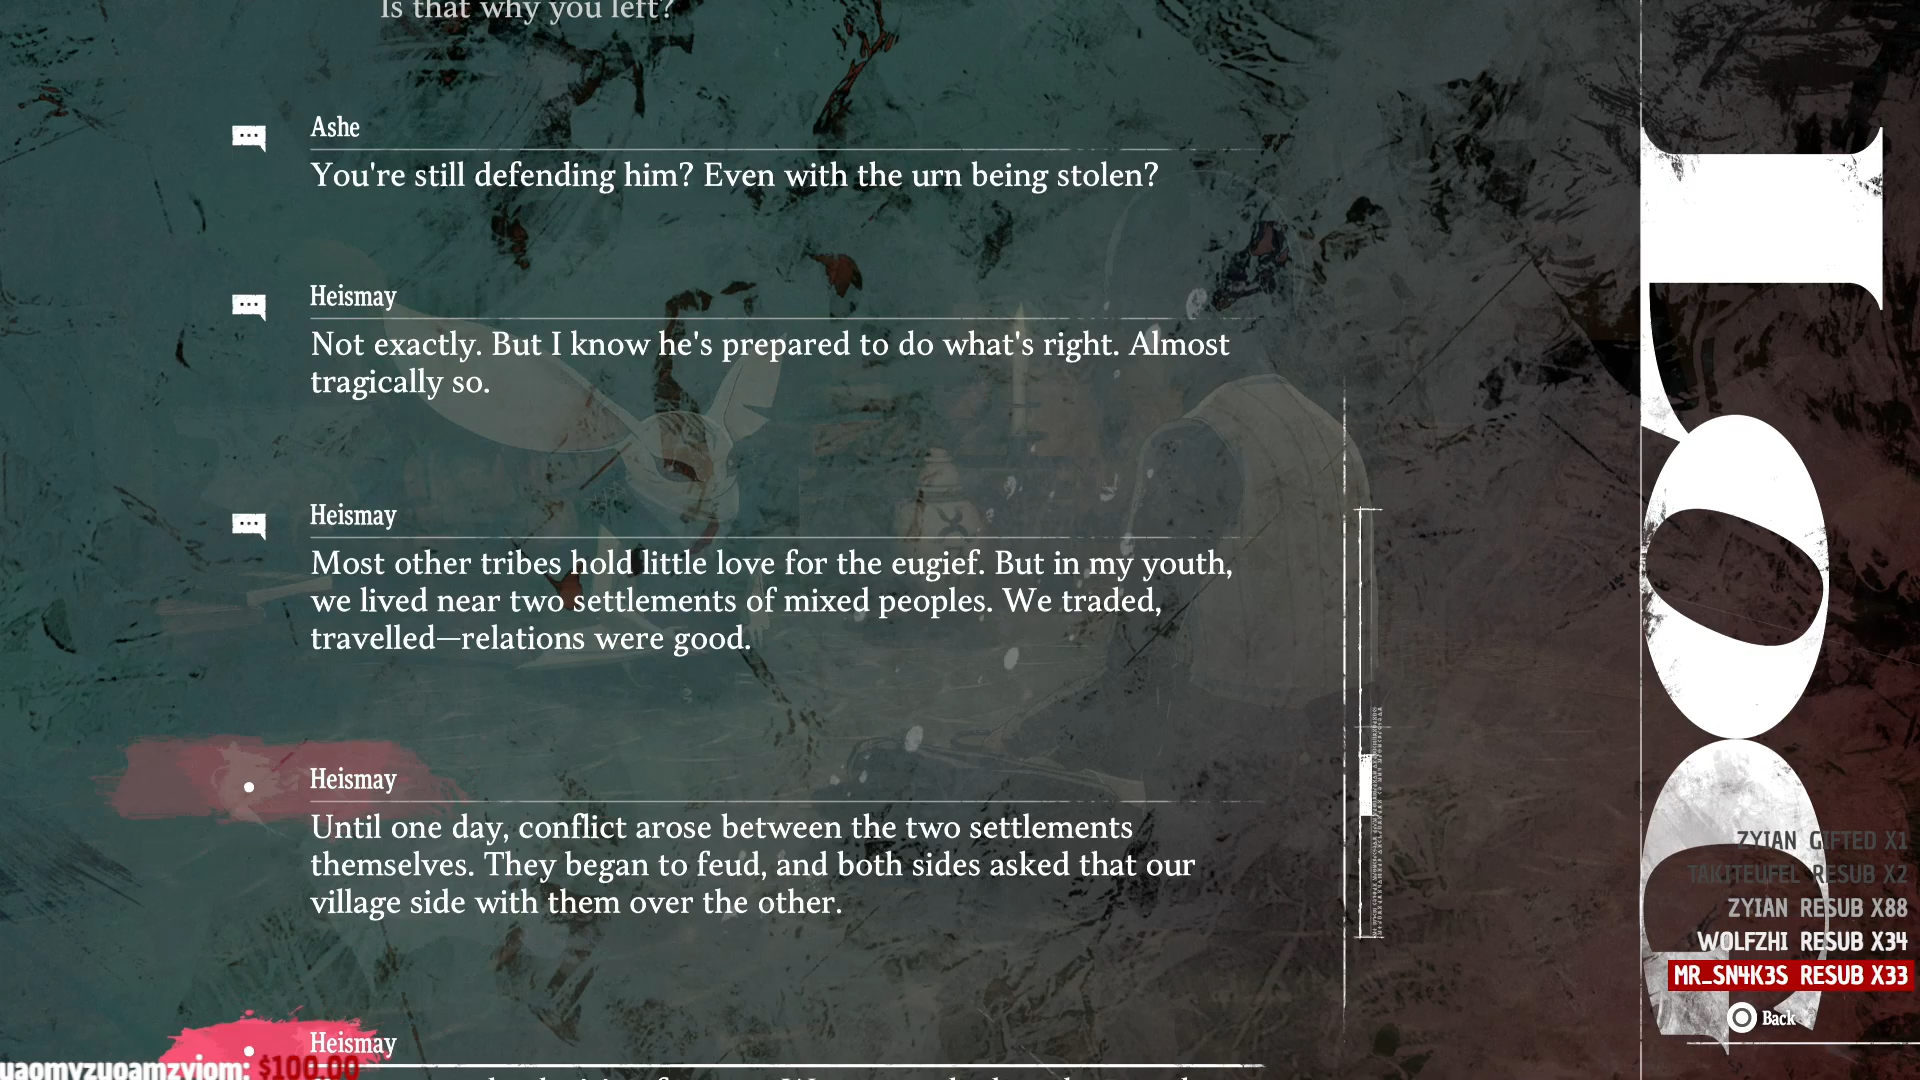 Is that why you left?
Ashe
You're still defending him? Even with the urn being stolen?
Heismay
Not exactly. But I know he's prepared to do what's right. Almost
tragically so.
Heismay
Most other tribes hold little love for the eugief. But in my youth,
we lived near two settlements of mixed peoples. We traded,
travelled—relations were good.
Heismay
Until one day, conflict arose between the two settlements
themselves. They began to feud, and both sides asked that our
village side with them over the other.
Heismay
LOG
ZYIAN GIFTED X1
TAKITEUFEL RESUB X2
ZYIAN RESUB X88
WOLFZHI RESUB X34
MR_SN4K3S RESUB X33
Back
$100.00